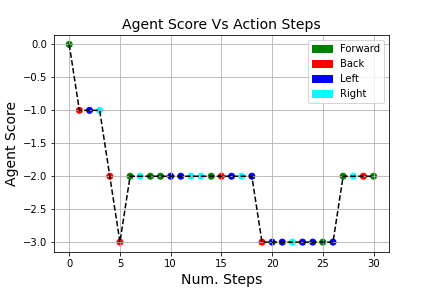 Agent Score Vs Action Steps
Agent Score
0.0
−0.5
−1.0
−1.5
−2.0
−2.5
−3.0
Forward
Back
Left
Right
0 5 10 15 20 25 30
Num. Steps